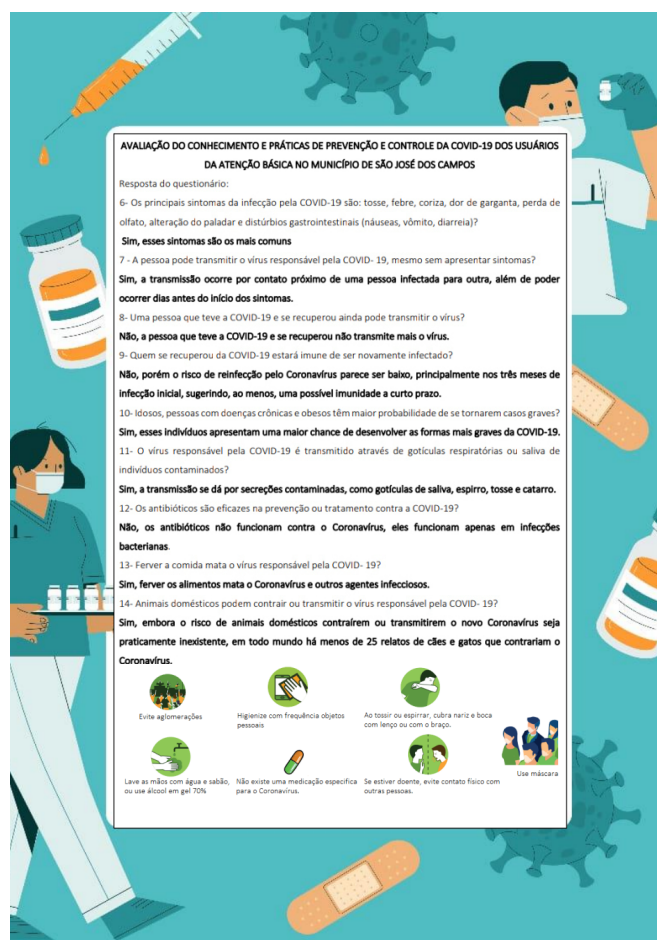 AVALIAÇÃO DO CONHECIMENTO E PRÁTICAS DE PREVENÇÃO E CONTROLE DA COVID-19 DOS USUÁRIOS
DA ATENÇÃO BÁSICA NO MUNICÍPIO DE SÃO JOSÉ DOS CAMPOS
Resposta do questionário:
6- Os principais sintomas da infecção pela COVID-19 são: tosse, febre, coriza, dor de garganta, perda de
olfato, alteração do paladar e distúrbios gastrointestinais (náuseas, vômito, diarreia)?
Sim, esses sintomas são os mais comuns
7 - A pessoa pode transmitir o vírus responsável pela COVID- 19, mesmo sem apresentar sintomas?
Sim, a transmissão ocorre por contato próximo de uma pessoa infectada para outra, além de poder
ocorrer dias antes do início dos sintomas.
8- Uma pessoa que teve a COVID-19 e se recuperou ainda pode transmitir o vírus?
Não, a pessoa que teve a COVID-19 e se recuperou não transmite mais o vírus.
9- Quem se recuperou da COVID-19 estará imune de ser novamente infectado?
Não, porém o risco de reinfecção pelo Coronavírus parece ser baixo, principalmente nos três meses de
infecção inicial, sugerindo, ao menos, uma possível imunidade a curto prazo.
10- Idosos, pessoas com doenças crônicas e obesos têm maior probabilidade de se tornarem casos graves?
Sim, esses indivíduos apresentam uma maior chance de desenvolver as formas mais graves da COVID-19.
11- O vírus responsável pela COVID-19 é transmitido através de gotículas respiratórias ou saliva de
indivíduos contaminados?
Sim, a transmissão se dá por secreções contaminadas, como gotículas de saliva, espirro, tosse e catarro.
12- Os antibióticos são eficazes na prevenção ou tratamento contra a COVID-19?
Não, os antibióticos não funcionam contra o Coronavírus, eles funcionam apenas em infecções
bacterianas.
13- Ferver a comida mata o vírus responsável pela COVID- 19?
Sim, ferver os alimentos mata o Coronavírus e outros agentes infecciosos.
14- Animais domésticos podem contrair ou transmitir o vírus responsável pela COVID- 19?
Sim, embora o risco de animais domésticos contraírem ou transmitirem o novo Coronavírus seja
praticamente inexistente, em todo mundo há menos de 25 relatos de cães e gatos que contrariam o
Coronavírus.
Evite aglomerações
Higienize com frequência objetos
pessoais
Ao tossir ou espirrar, cubra nariz e boca
com lenço ou com o braço.
Use máscara
Lave as mãos com água e sabão,
ou use álcool em gel 70%
Não existe uma medicação especifica
para o Coronavírus.
Se estiver doente, evite contato físico com
outras pessoas.